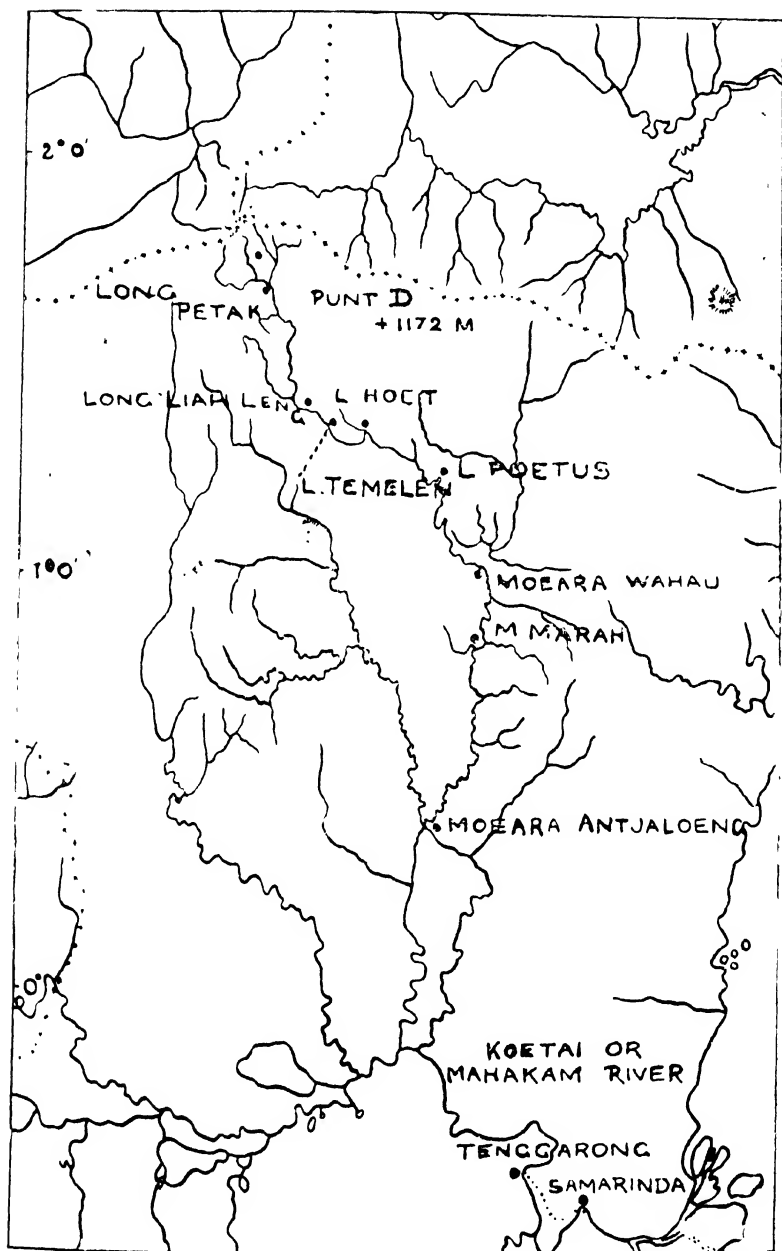 2°0'
LONG
PETAK
PUNT D
+ 1172 M
LONG LIAH LENG
L HOET
L. TEMELEN
L POETUS
1°0'
MOEARA WAHAU
M MARAH
MOEARA ANTJALOENG
0°
KOETAI OR
MAHAKAM RIVER
TENGGARONG
SAMARINDA